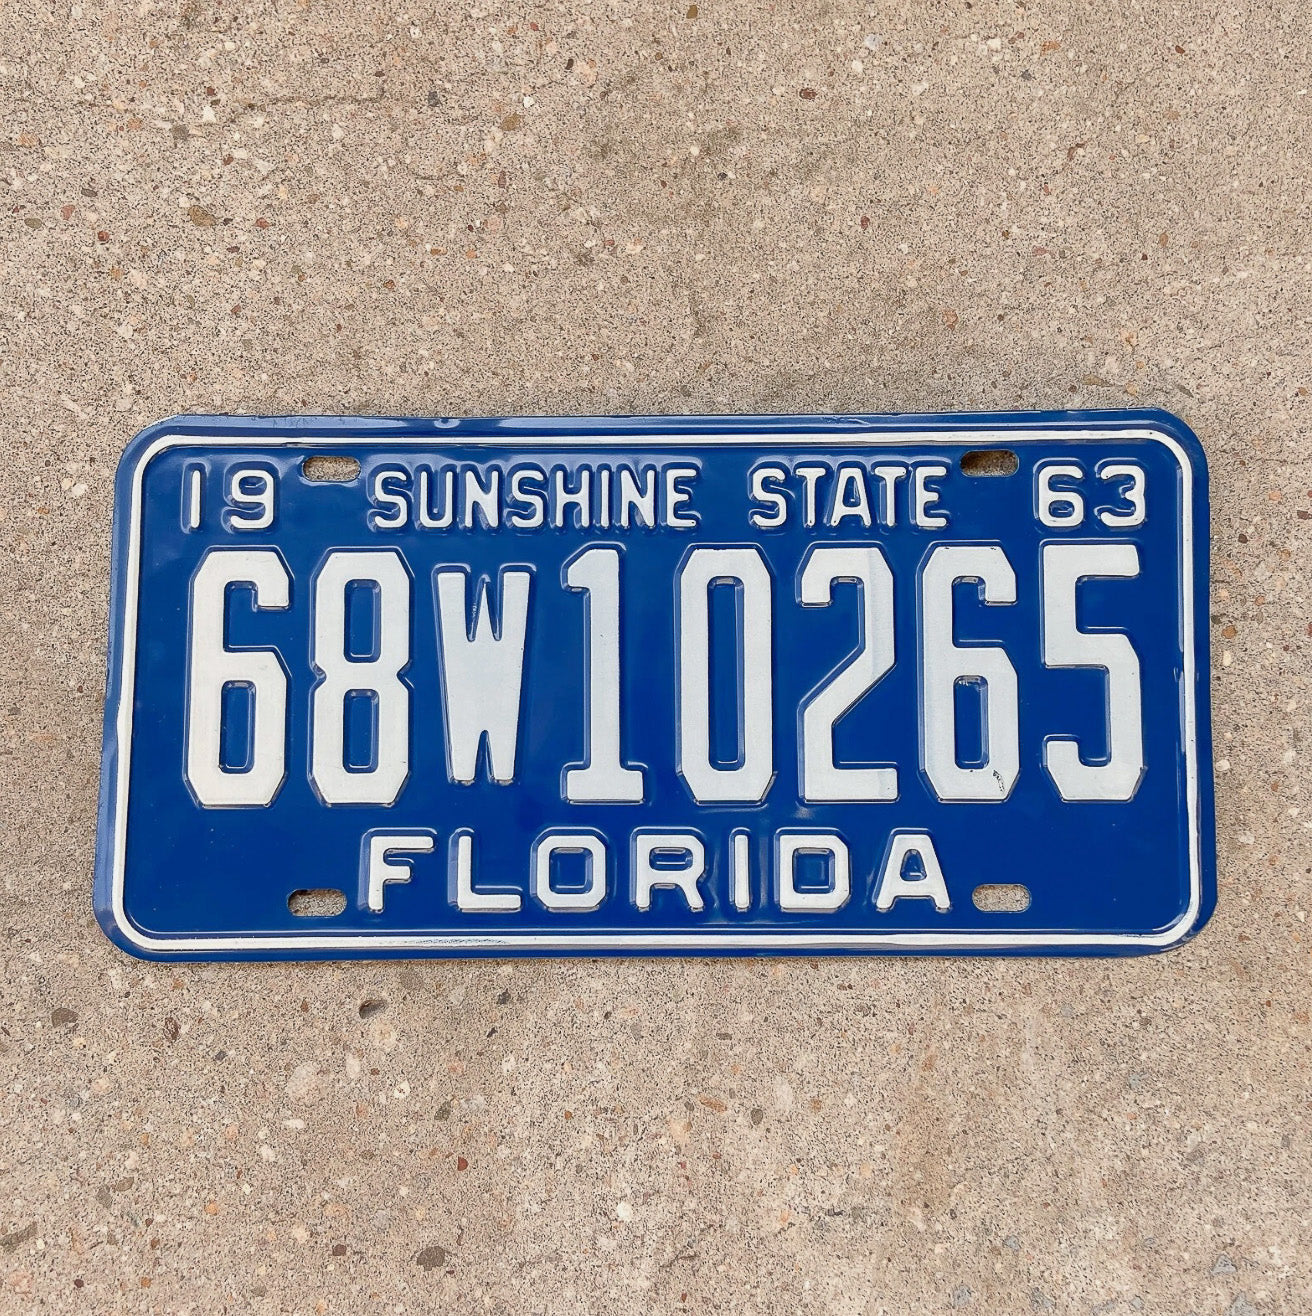 19 SUNSHINE STATE 63
68W10265
FLORIDA